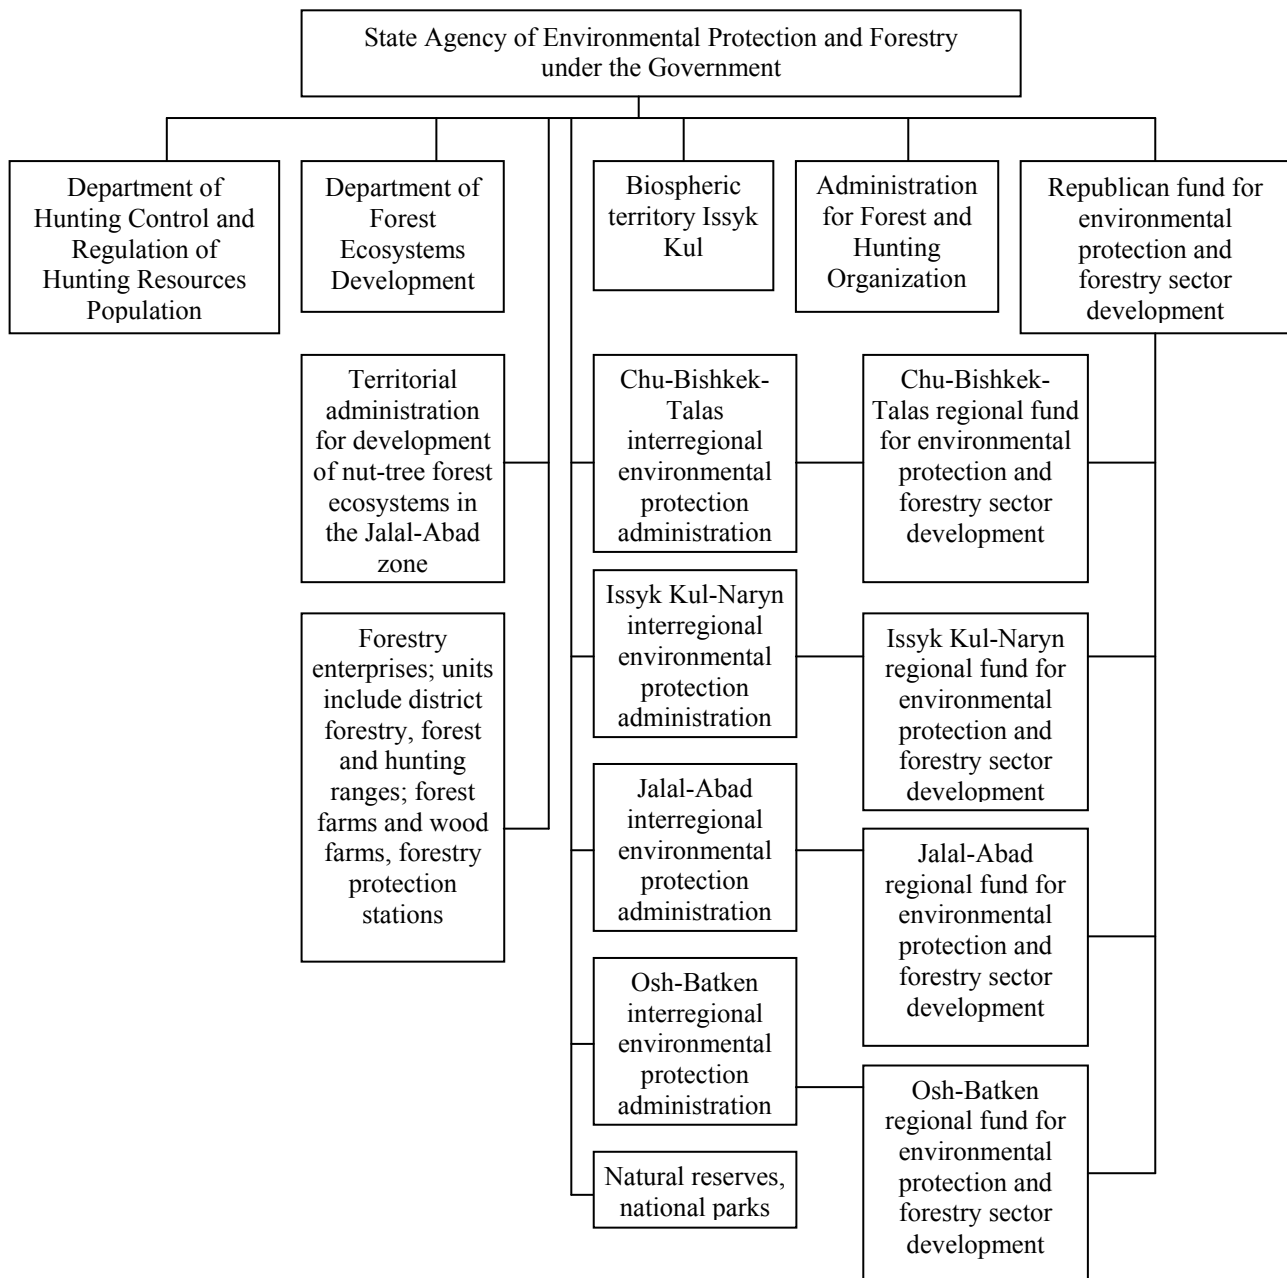 State Agency of Environmental Protection and Forestry
under the Government
Department of
Hunting Control and
Regulation of
Hunting Resources
Population
Department of
Forest
Ecosystems
Development
Biospheric
territory Issyk
Kul
Administration
for Forest and
Hunting
Organization
Republican fund for
environmental
protection and
forestry sector
development
Territorial
administration
for development
of nut-tree forest
ecosystems in
the Jalal-Abad
zone
Chu-Bishkek-
Talas
interregional
environmental
protection
administration
Chu-Bishkek-
Talas regional fund
for environmental
protection and
forestry sector
development
Forestry
enterprises; units
include district
forestry, forest
and hunting
ranges; forest
farms and wood
farms, forestry
protection
stations
Issyk Kul-Naryn
interregional
environmental
protection
administration
Issyk Kul-Naryn
regional fund for
environmental
protection and
forestry sector
development
Jalal-Abad
interregional
environmental
protection
administration
Jalal-Abad
regional fund for
environmental
protection and
forestry sector
development
Osh-Batken
interregional
environmental
protection
administration
Osh-Batken
regional fund for
environmental
protection and
forestry sector
development
Natural reserves,
national parks